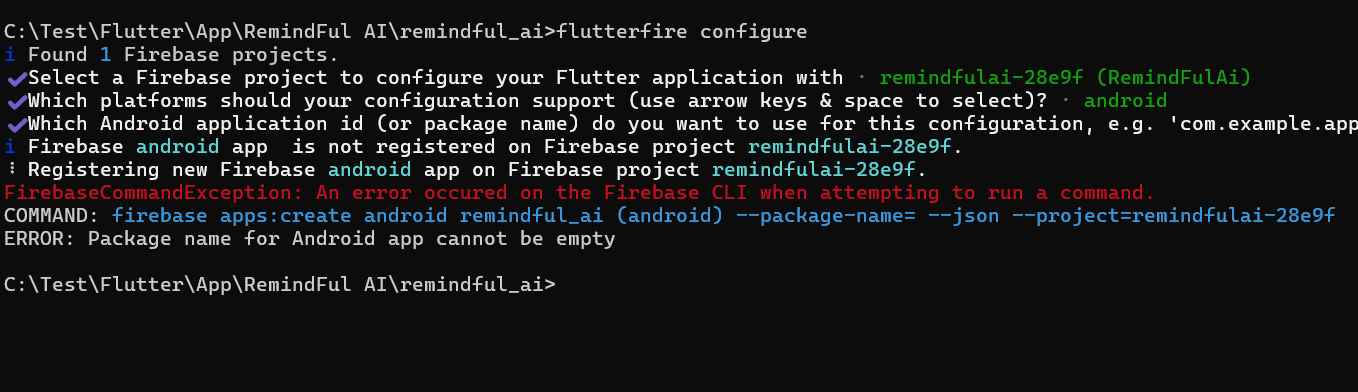 C:\Test\Flutter\App\RemindFul AI\remindful_ai>flutterfire configure
i Found 1 Firebase projects.
✔Select a Firebase project to configure your Flutter application with · remindfulai-28e9f (RemindFulAi)
✔Which platforms should your configuration support (use arrow keys & space to select)? · android
✔Which Android application id (or package name) do you want to use for this configuration, e.g. 'com.example.app
i Firebase android app  is not registered on Firebase project remindfulai-28e9f.
⠸ Registering new Firebase android app on Firebase project remindfulai-28e9f.
FirebaseCommandException: An error occured on the Firebase CLI when attempting to run a command.
COMMAND: firebase apps:create android remindful_ai (android) --package-name= --json --project=remindfulai-28e9f
ERROR: Package name for Android app cannot be empty
C:\Test\Flutter\App\RemindFul AI\remindful_ai>